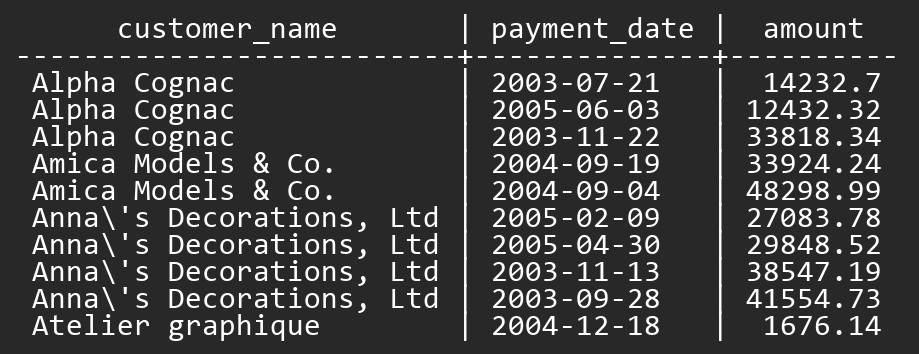 customer_name | payment_date | amount
--------------------------+--------------+----------
Alpha Cognac | 2003-07-21 | 14232.7
Alpha Cognac | 2005-06-03 | 12432.32
Alpha Cognac | 2003-11-22 | 33818.34
Amica Models & Co. | 2004-09-19 | 33924.24
Amica Models & Co. | 2004-09-04 | 48298.99
Anna\'s Decorations, Ltd | 2005-02-09 | 27083.78
Anna\'s Decorations, Ltd | 2005-04-30 | 29848.52
Anna\'s Decorations, Ltd | 2003-11-13 | 38547.19
Anna\'s Decorations, Ltd | 2003-09-28 | 41554.73
Atelier graphique | 2004-12-18 | 1676.14